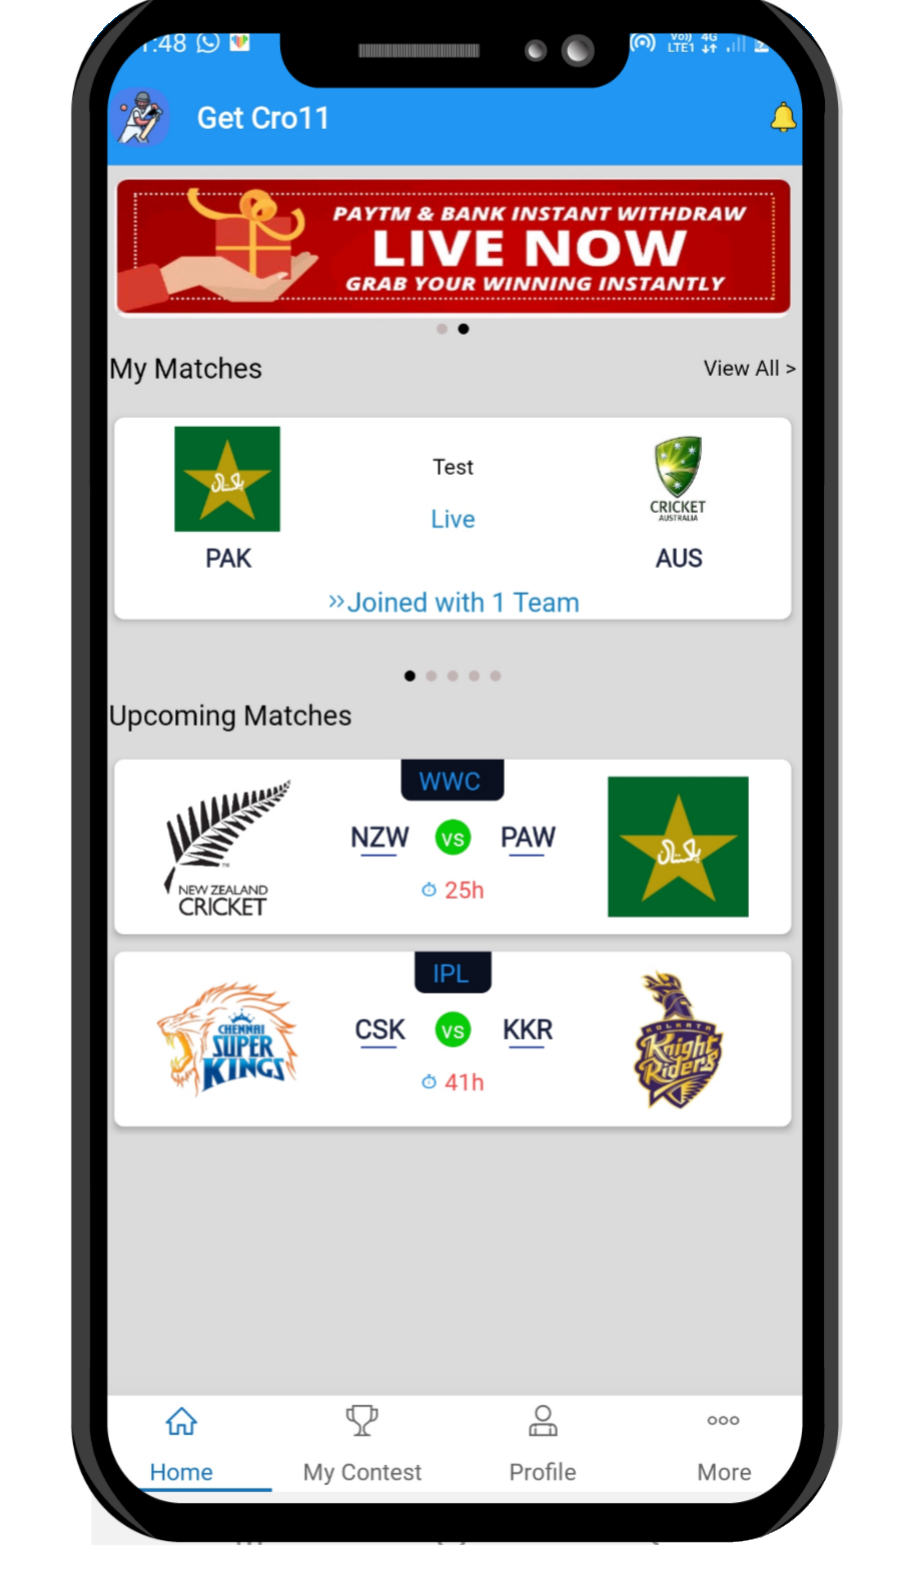 :48
Vo)) 4G
LTE1
Get Cro11
PAYTM & BANK INSTANT WITHDRAW
LIVE NOW
GRAB YOUR WINNING INSTANTLY
My Matches
View All >
پاکستان
Test
CRICKET
AUSTRALIA
Live
PAK
AUS
»Joined with 1 Team
Upcoming Matches
WWC
NEW ZEALAND
CRICKET
NZW
vs
PAW
پاکستان
25h
IPL
CHENNAI
SUPER
KINGS
CSK
vs
KKR
KOLKATA
Knight
Riders
41h
Home
My Contest
Profile
More